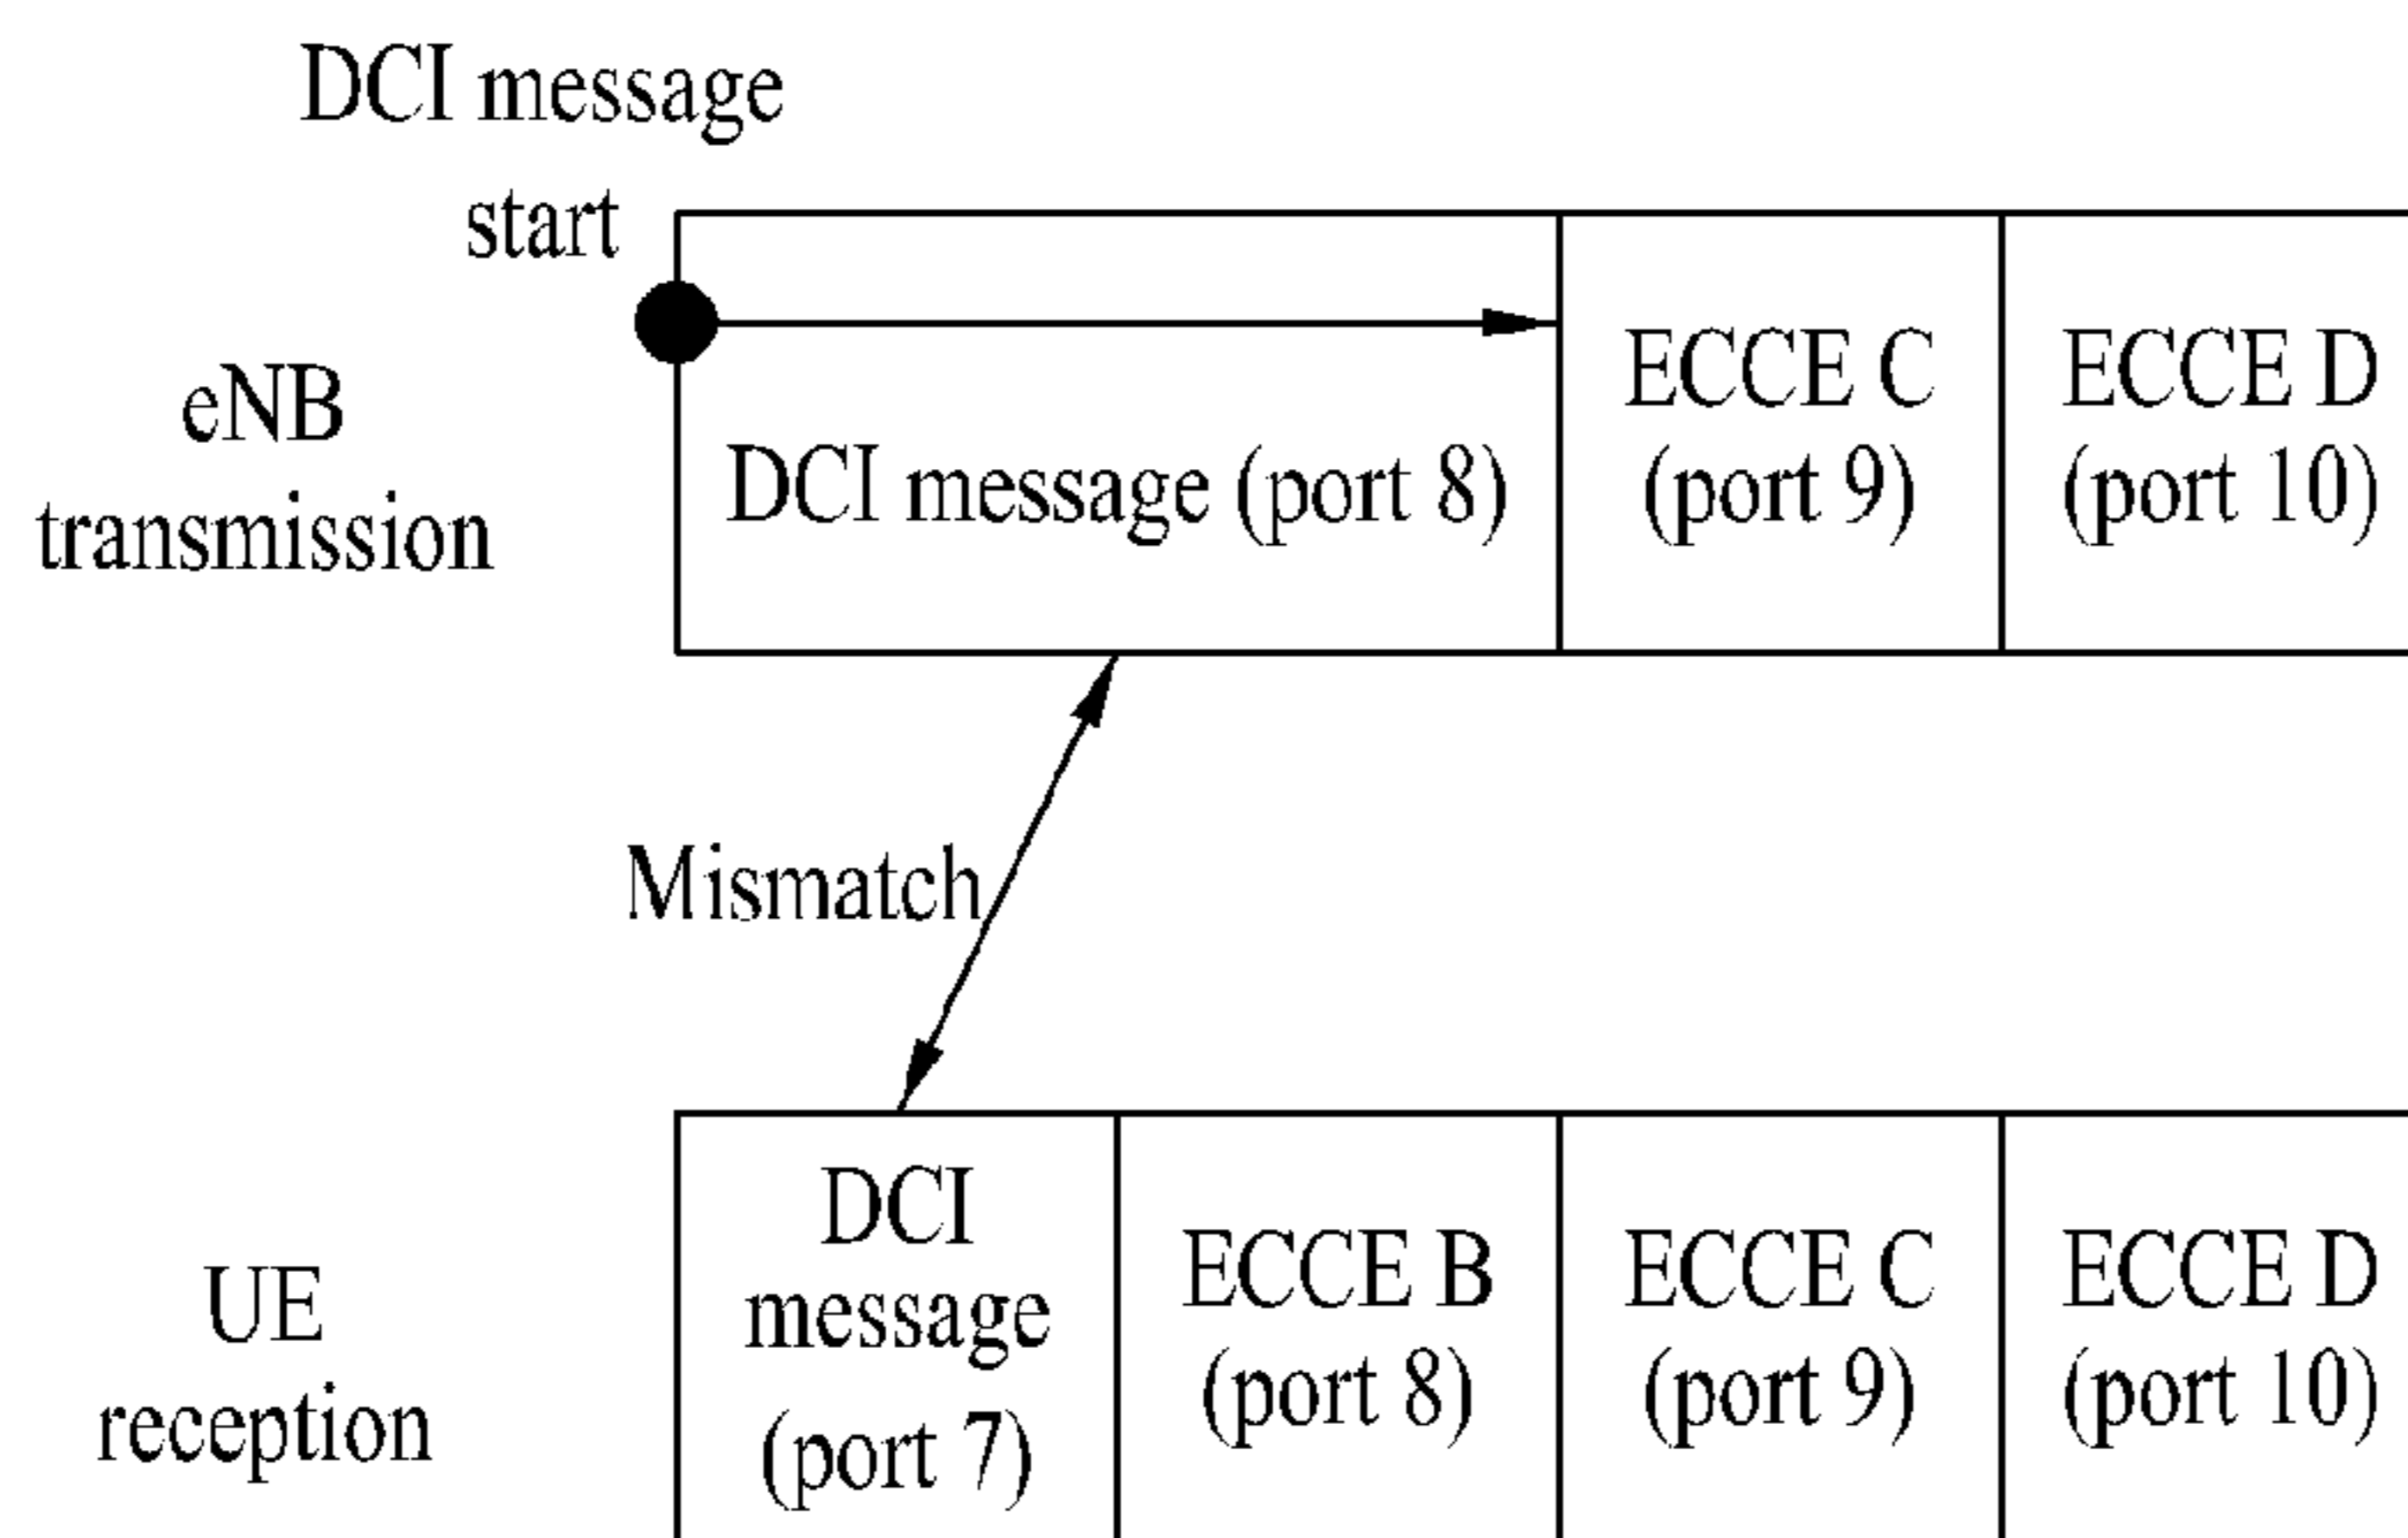 DCI message
start
eNB
transmission
DCI message (port 8)
ECCE C
(port 9)
ECCE D
(port 10)
Mismatch
UE
reception
DCI
message
(port 7)
ECCE B
(port 8)
ECCE C
(port 9)
ECCE D
(port 10)